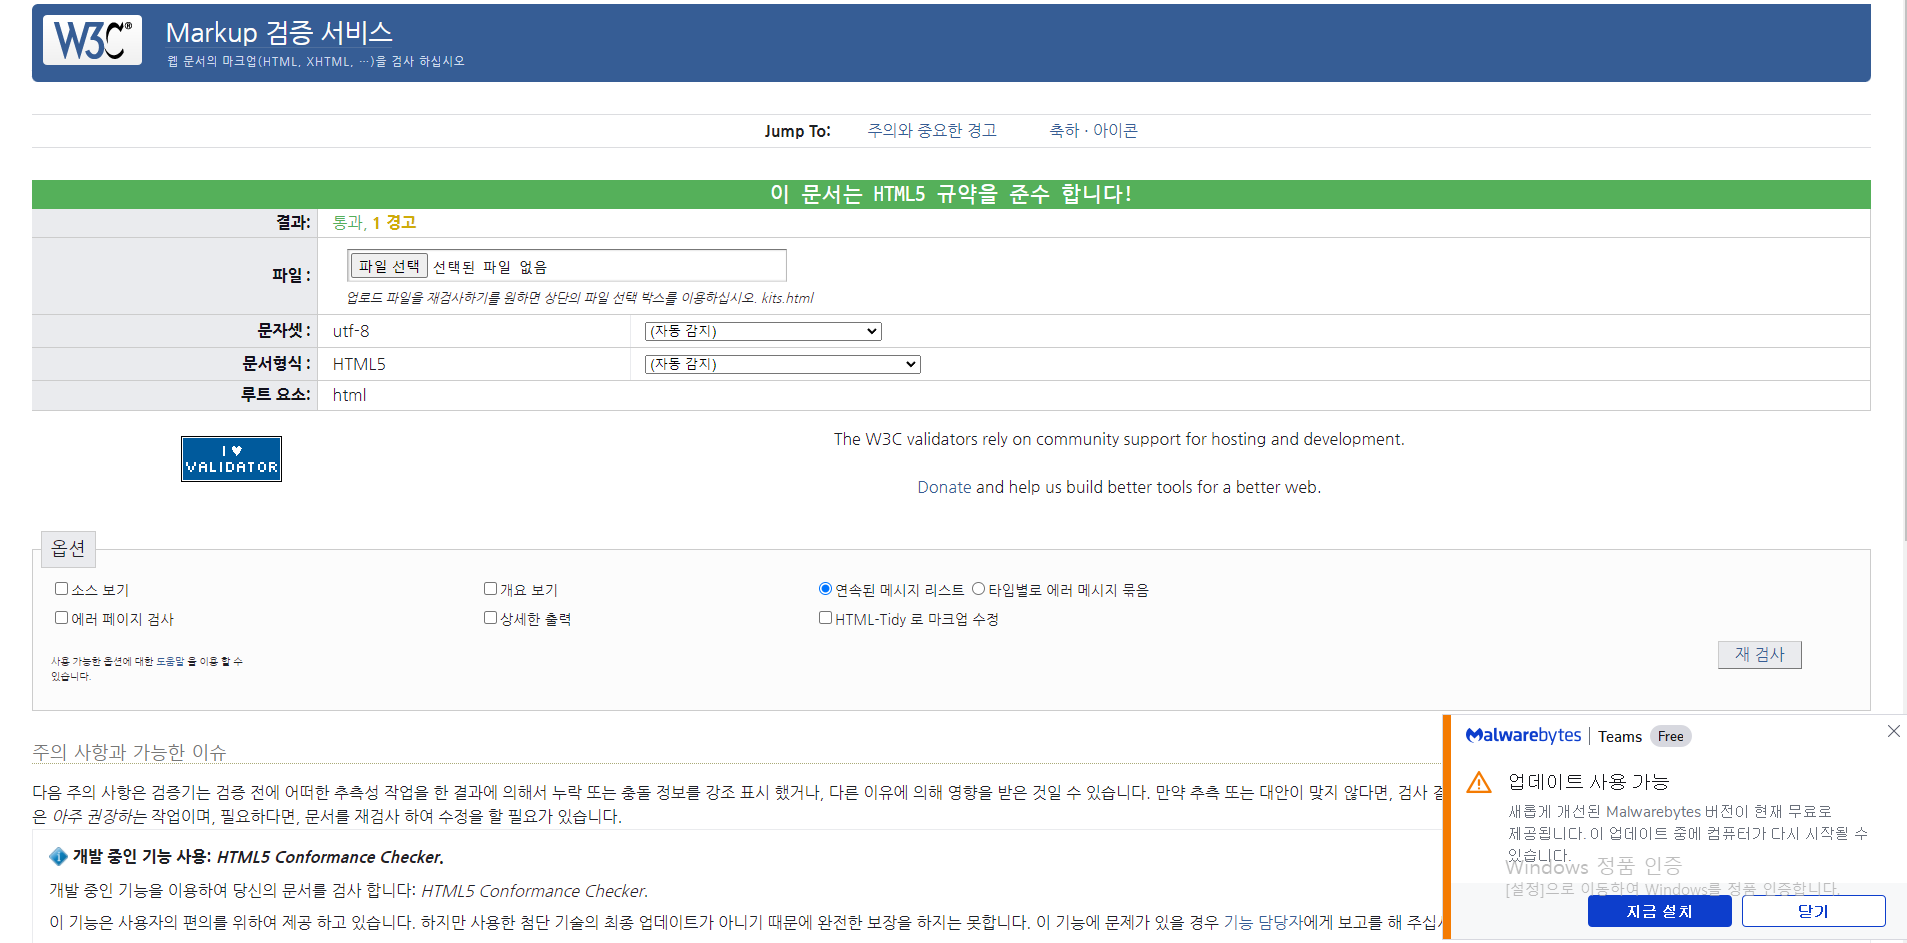 W3C®
Markup 검증 서비스
웹 문서의 마크업(HTML, XHTML, …)을 검사 하십시오
Jump To: 주의와 중요한 경고 축하 · 아이콘
이 문서는 HTML5 규약을 준수 합니다!
결과: 통과, 1 경고
파일 : 파일 선택 선택된 파일 없음
업로드 파일을 재검사하기를 원하면 상단의 파일 선택 박스를 이용하십시오. kits.html
문자셋 : utf-8 (자동 감지)
문서형식 : HTML5 (자동 감지)
루트 요소: html
I ♥
VALIDATOR
The W3C validators rely on community support for hosting and development.
Donate and help us build better tools for a better web.
옵션
소스 보기 개요 보기 연속된 메시지 리스트 타입별로 에러 메시지 묶음
에러 페이지 검사 상세한 출력 HTML-Tidy 로 마크업 수정
사용 가능한 옵션에 대한 도움말 을 이용 할 수
있습니다.
재 검사
주의 사항과 가능한 이슈
다음 주의 사항은 검증기는 검증 전에 어떠한 추측성 작업을 한 결과에 의해서 누락 또는 충돌 정보를 강조 표시 했거나, 다른 이유에 의해 영향을 받은 것일 수 있습니다. 만약 추측 또는 대안이 맞지 않다면, 검사
은 아주 권장하는 작업이며, 필요하다면, 문서를 재검사 하여 수정을 할 필요가 있습니다.
개발 중인 기능 사용: HTML5 Conformance Checker.
개발 중인 기능을 이용하여 당신의 문서를 검사 합니다: HTML5 Conformance Checker.
이 기능은 사용자의 편의를 위하여 제공 하고 있습니다. 하지만 사용한 첨단 기술의 최종 업데이트가 아니기 때문에 완전한 보장을 하지는 못합니다. 이 기능에 문제가 있을 경우 기능 담당자에게 보고를 해 주십시
Malwarebytes | Teams Free
업데이트 사용 가능
새롭게 개선된 Malwarebytes 버전이 현재 무료로
제공됩니다. 이 업데이트 중에 컴퓨터가 다시 시작될 수
있습니다.
Windows 정품 인증
[설정]으로 이동하여 Windows를 정품 인증합니다.
지금 설치 닫기